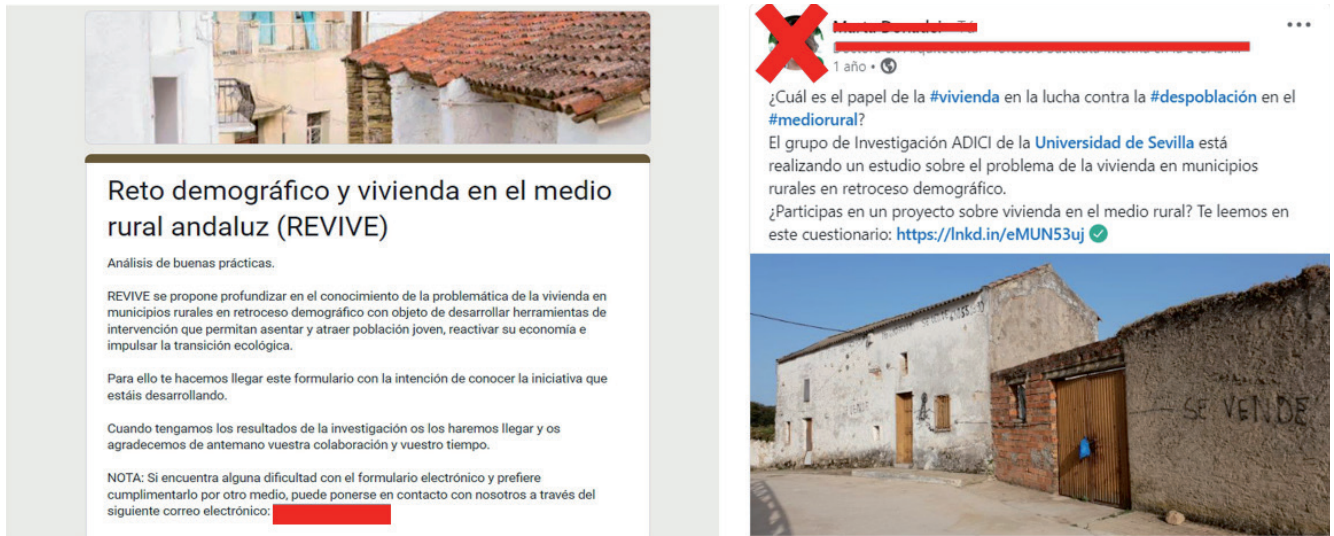 Reto demográfico y vivienda en el medio
rural andaluz (REVIVE)
Análisis de buenas prácticas.
REVIVE se propone profundizar en el conocimiento de la problemática de la vivienda en
municipios rurales en retroceso demográfico con objeto de desarrollar herramientas de
intervención que permitan asentar y atraer población joven, reactivar su economía e
impulsar la transición ecológica.
Para ello te hacemos llegar este formulario con la intención de conocer la iniciativa que
estáis desarrollando.
Cuando tengamos los resultados de la investigación os los haremos llegar y os
agradecemos de antemano vuestra colaboración y vuestro tiempo.
NOTA: Si encuentra alguna dificultad con el formulario electrónico y prefiere
cumplimentarlo por otro medio, puede ponerse en contacto con nosotros a través del
siguiente correo electrónico:
1 año •
¿Cuál es el papel de la #vivienda en la lucha contra la #despoblación en el
#mediorural?
El grupo de Investigación ADICI de la Universidad de Sevilla está
realizando un estudio sobre el problema de la vivienda en municipios
rurales en retroceso demográfico.
¿Participas en un proyecto sobre vivienda en el medio rural? Te leemos en
este cuestionario: https://lnkd.in/eMUN53uj
SE VENDE
SE VENDE